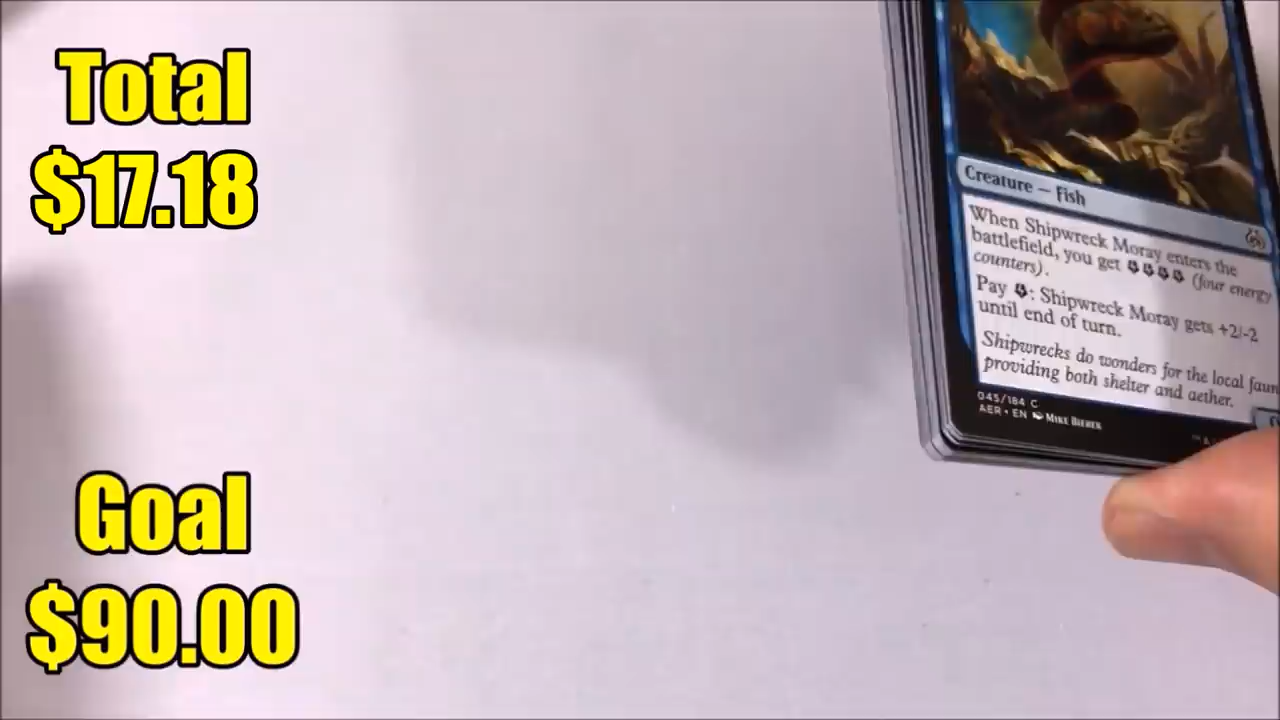 Total
$17.18
Goal
$90.00
Creature — Fish
When Shipwreck Moray enters the
battlefield, you get (four energy
counters).
Pay : Shipwreck Moray gets +2/-2
until end of turn.
Shipwrecks do wonders for the local faun
providing both shelter and aether.
045/184 C
AER • EN MIKE BIEREK